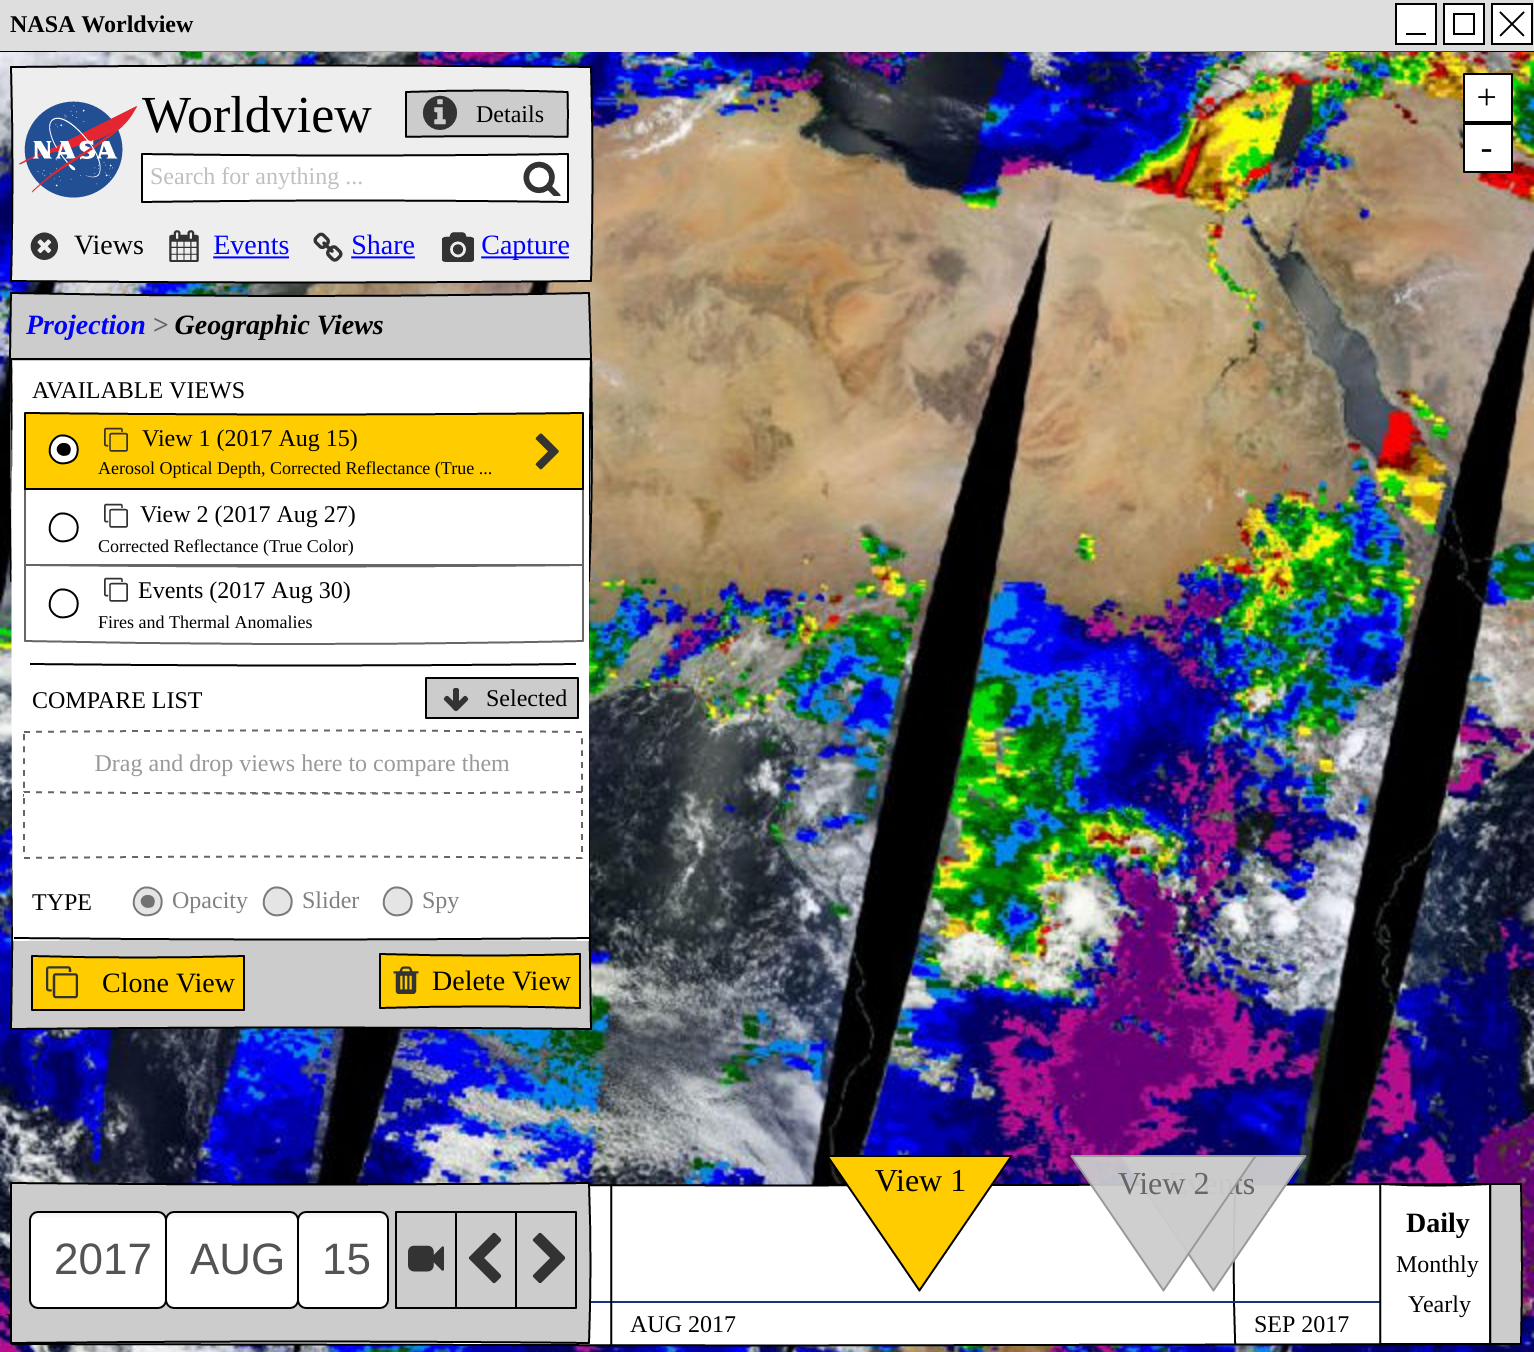 NASA Worldview
+
-
NASA
Worldview
Details
Search for anything ...
Views Events Share Capture
Projection > Geographic Views
AVAILABLE VIEWS
View 1 (2017 Aug 15)
Aerosol Optical Depth, Corrected Reflectance (True ...
View 2 (2017 Aug 27)
Corrected Reflectance (True Color)
Events (2017 Aug 30)
Fires and Thermal Anomalies
COMPARE LIST
Selected
Drag and drop views here to compare them
TYPE Opacity Slider Spy
Clone View Delete View
2017 AUG 15
View 1
View 2
AUG 2017
SEP 2017
Daily
Monthly
Yearly